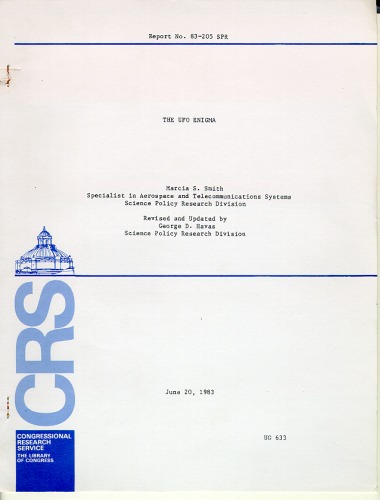 Report No. 83-205 SPR
THE UFO ENIGMA
Marcia S. Smith
Specialist in Aerospace and Telecommunications Systems
Science Policy Research Division
Revised and Updated by
George D. Havas
Science Policy Research Division
CRS
June 20, 1983
UG 633
CONGRESSIONAL
RESEARCH
SERVICE
THE LIBRARY
OF CONGRESS